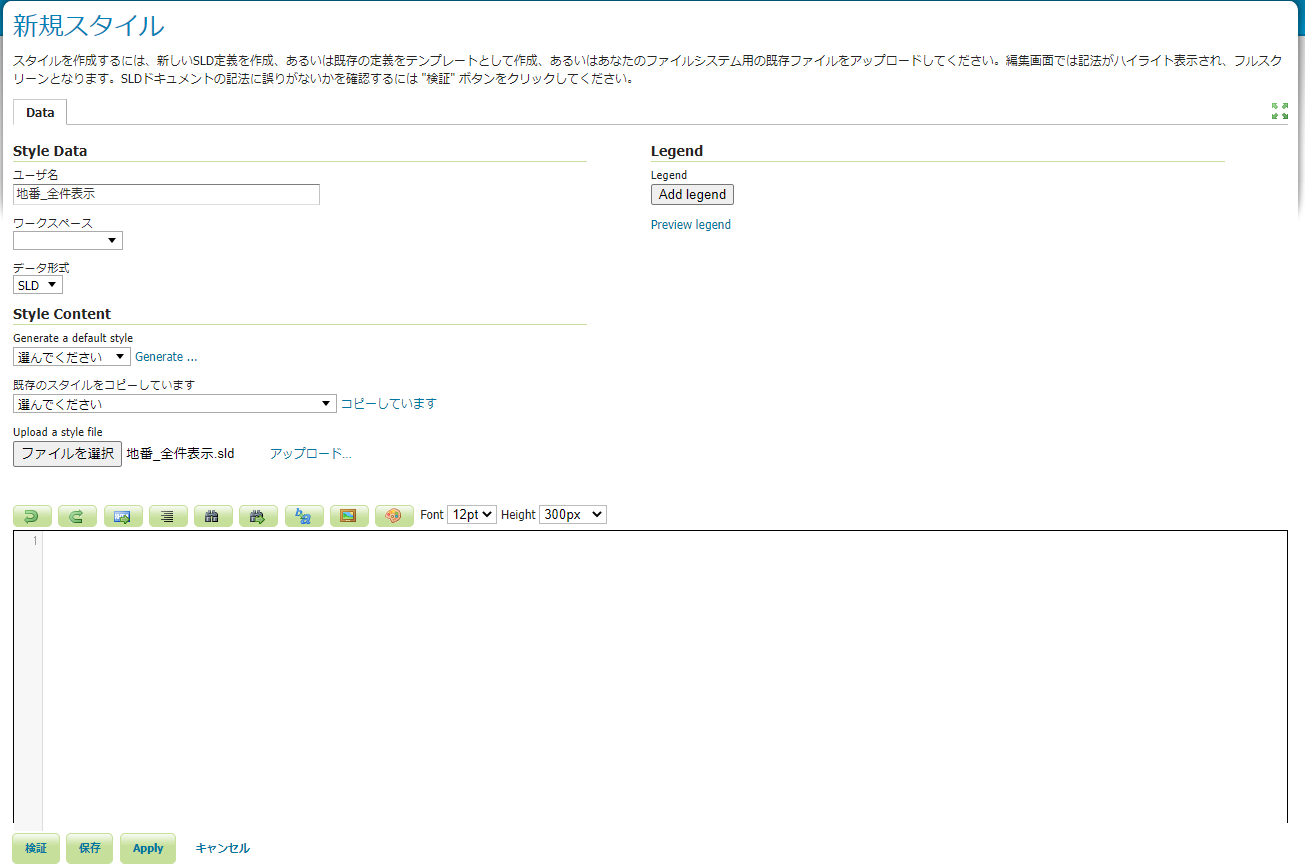 新規スタイル
スタイルを作成するには、新しいSLD定義を作成、あるいは既存の定義をテンプレートとして作成、あるいはあなたのファイルシステム用の既存ファイルをアップロードしてください。編集画面では記法がハイライト表示され、フルスク
リーンとなります。SLDドキュメントの記法に誤りがないかを確認するには "検証" ボタンをクリックしてください。
Data
Style Data
ユーザ名
地番_全件表示
ワークスペース
データ形式
SLD
Legend
Legend
Add legend
Preview legend
Style Content
Generate a default style
選んでください Generate ...
既存のスタイルをコピーしています
選んでください コピーしています
Upload a style file
ファイルを選択 地番_全件表示.sld アップロード...
Font 12pt Height 300px
1
検証 保存 Apply キャンセル